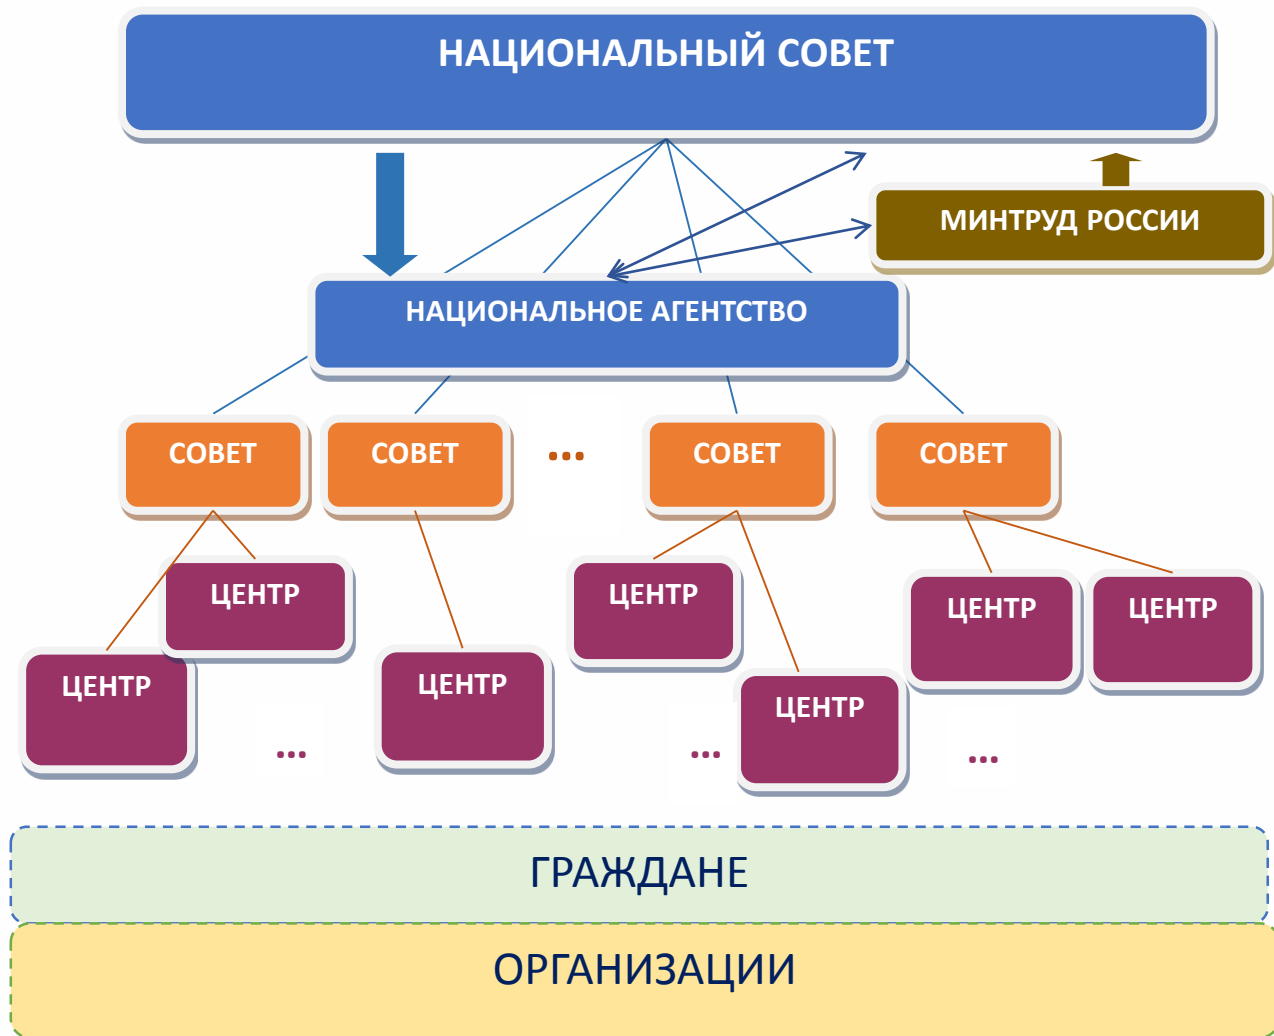 НАЦИОНАЛЬНЫЙ СОВЕТ
МИНТРУД РОССИИ
НАЦИОНАЛЬНОЕ АГЕНТСТВО
СОВЕТ
СОВЕТ
...
СОВЕТ
СОВЕТ
ЦЕНТР
ЦЕНТР
ЦЕНТР
ЦЕНТР
ЦЕНТР
ЦЕНТР
ЦЕНТР
...
...
...
ГРАЖДАНЕ
ОРГАНИЗАЦИИ